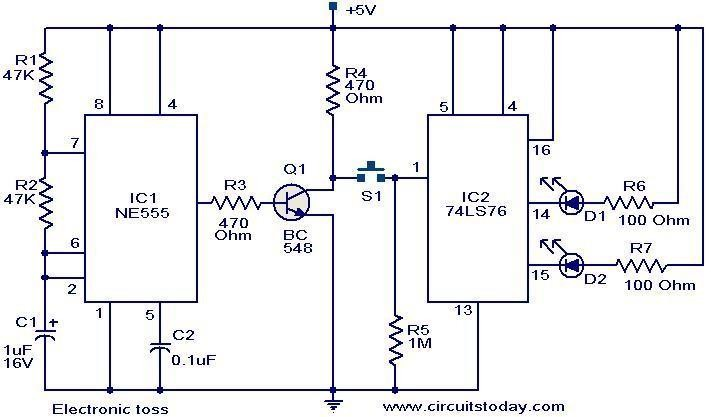 +5V
R1
47K
R4
470
Ohm
8
4
5
4
7
16
Q1
1
IC1
NE555
R2
47K
R3
470
Ohm
S1
IC2
74LS76
R6
14
D1
100 Ohm
BC
548
6
R7
2
15
D2
100 Ohm
1
5
13
C1
+
1uF
16V
C2
0.1uF
R5
1M
Electronic toss
www.circuitstoday.com